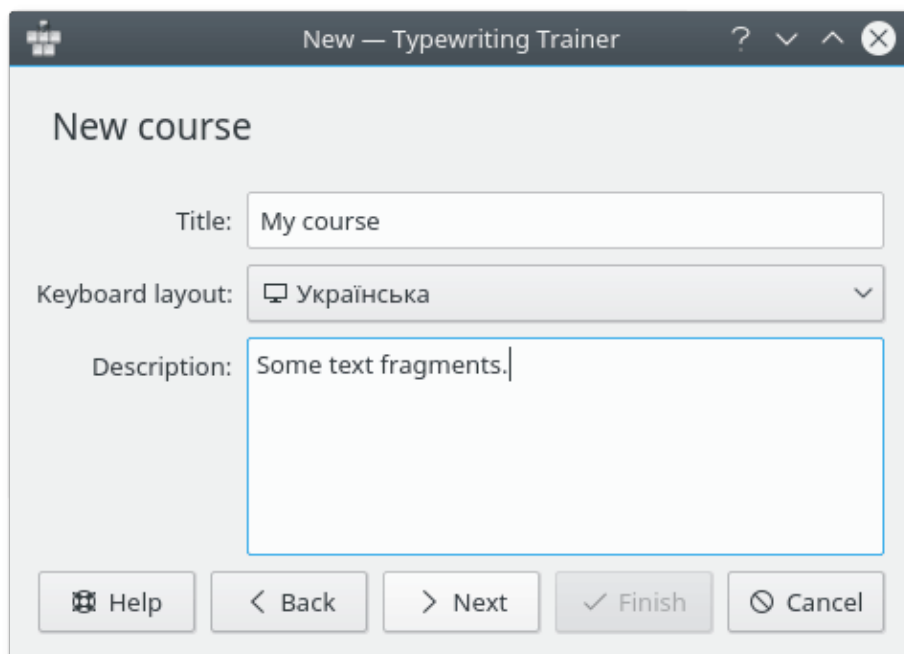 New — Typewriting Trainer
New course
Title: My course
Keyboard layout: Українська
Description: Some text fragments.
Help Back Next Finish Cancel